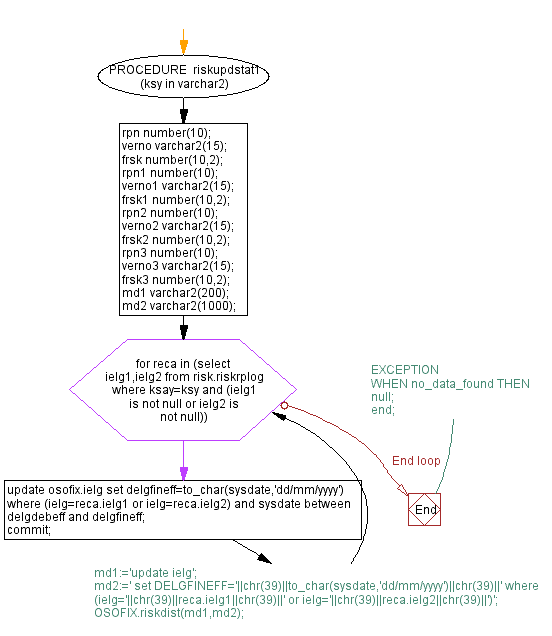 PROCEDURE riskupdstat1
(ksy in varchar2)
rpn number(10);
verno varchar2(15);
frsk number(10,2);
rpn1 number(10);
verno1 varchar2(15);
frsk1 number(10,2);
rpn2 number(10);
verno2 varchar2(15);
frsk2 number(10,2);
rpn3 number(10);
verno3 varchar2(15);
frsk3 number(10,2);
md1 varchar2(200);
md2 varchar2(1000);
for reca in (select
ielg1,ielg2 from risk.riskrplog
where ksay=ksy and (ielg1
is not null or ielg2 is
not null))
EXCEPTION
WHEN no_data_found THEN
null;
end;
End loop
End
update osofix.ielg set delgfineff=to_char(sysdate,'dd/mm/yyyy')
where (ielg=reca.ielg1 or ielg=reca.ielg2) and sysdate between
delgdebeff and delgfineff;
commit;
md1:='update ielg';
md2:=' set DELGFINEFF='||chr(39)||to_char(sysdate,'dd/mm/yyyy')||chr(39)||' where
(ielg='||chr(39)||reca.ielg1||chr(39)||' or ielg='||chr(39)||reca.ielg2||chr(39)||')';
OSOFIX.riskdist(md1,md2);